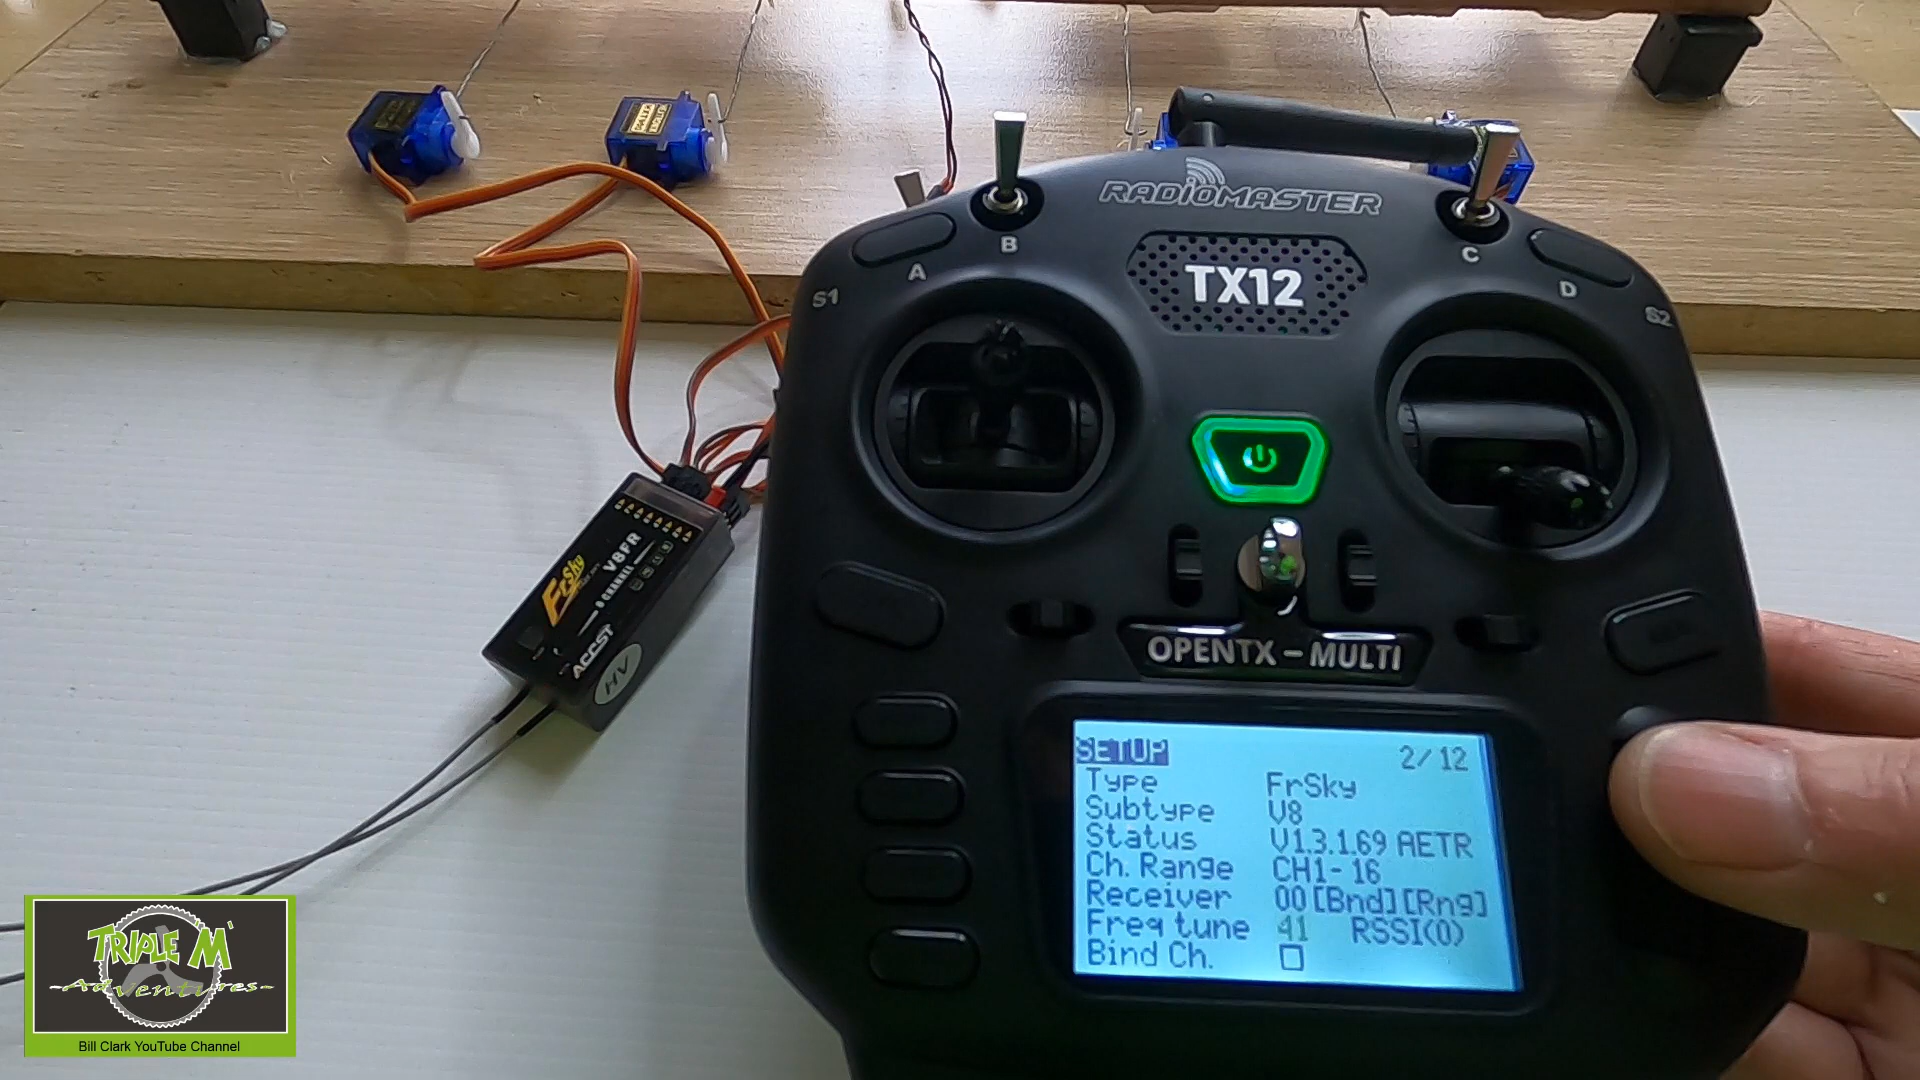 RADIOMASTER
B
C
A
D
S1
S2
TX12
OPENTX – MULTI
SETUP 2/12
Type FrSky
Subtype V8
Status V1.3.1.69 AETR
Ch. Range CH1-16
Receiver 00[Bnd][Rng]
Freq tune 41 RSSI(0)
Bind Ch.
FrSky V8FR
8 CHANNEL
ACCST
HV
TRIPLE M'
-Adventures-
Bill Clark YouTube Channel